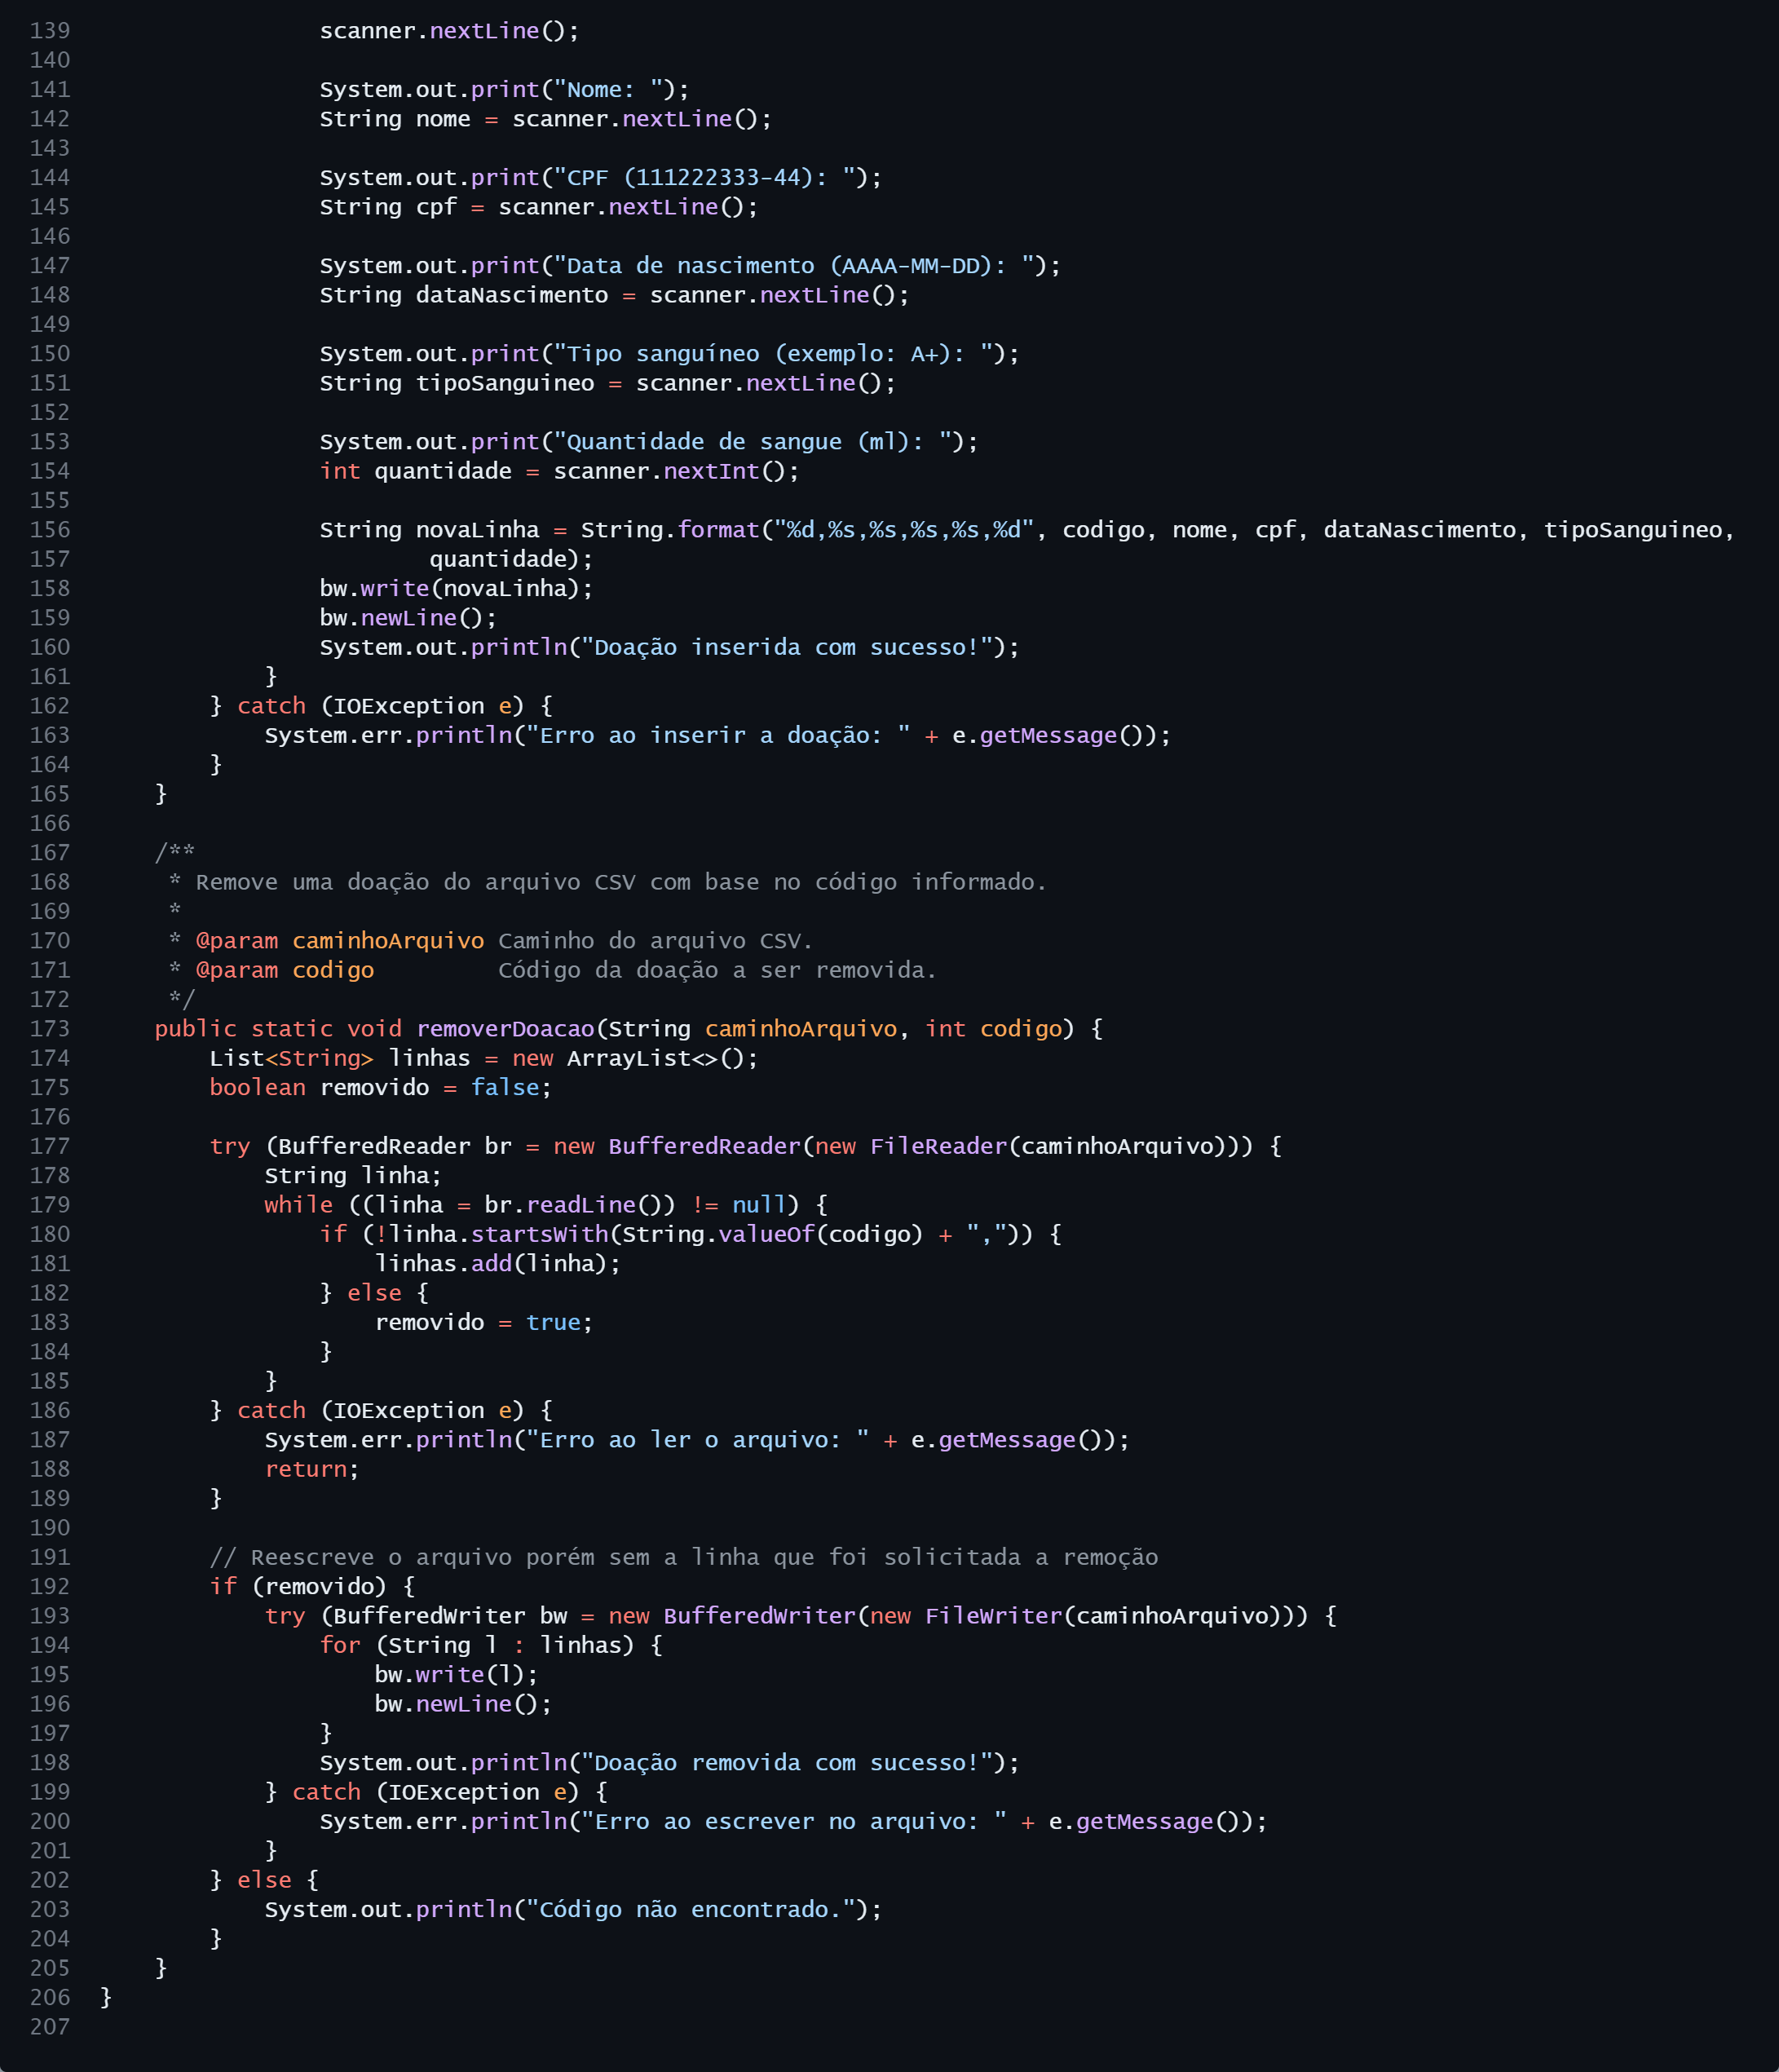 139                  scanner.nextLine();
140
141                  System.out.print("Nome: ");
142                  String nome = scanner.nextLine();
143
144                  System.out.print("CPF (111222333-44): ");
145                  String cpf = scanner.nextLine();
146
147                  System.out.print("Data de nascimento (AAAA-MM-DD): ");
148                  String dataNascimento = scanner.nextLine();
149
150                  System.out.print("Tipo sanguíneo (exemplo: A+): ");
151                  String tipoSanguineo = scanner.nextLine();
152
153                  System.out.print("Quantidade de sangue (ml): ");
154                  int quantidade = scanner.nextInt();
155
156                  String novaLinha = String.format("%d,%s,%s,%s,%s,%d", codigo, nome, cpf, dataNascimento, tipoSanguineo,
157                          quantidade);
158                  bw.write(novaLinha);
159                  bw.newLine();
160                  System.out.println("Doação inserida com sucesso!");
161              }
162          } catch (IOException e) {
163              System.err.println("Erro ao inserir a doação: " + e.getMessage());
164          }
165      }
166
167      /**
168       * Remove uma doação do arquivo CSV com base no código informado.
169       *
170       * @param caminhoArquivo Caminho do arquivo CSV.
171       * @param codigo         Código da doação a ser removida.
172       */
173      public static void removerDoacao(String caminhoArquivo, int codigo) {
174          List<String> linhas = new ArrayList<>();
175          boolean removido = false;
176
177          try (BufferedReader br = new BufferedReader(new FileReader(caminhoArquivo))) {
178              String linha;
179              while ((linha = br.readLine()) != null) {
180                  if (!linha.startsWith(String.valueOf(codigo) + ",")) {
181                      linhas.add(linha);
182                  } else {
183                      removido = true;
184                  }
185              }
186          } catch (IOException e) {
187              System.err.println("Erro ao ler o arquivo: " + e.getMessage());
188              return;
189          }
190
191          // Reescreve o arquivo porém sem a linha que foi solicitada a remoção
192          if (removido) {
193              try (BufferedWriter bw = new BufferedWriter(new FileWriter(caminhoArquivo))) {
194                  for (String l : linhas) {
195                      bw.write(l);
196                      bw.newLine();
197                  }
198                  System.out.println("Doação removida com sucesso!");
199              } catch (IOException e) {
200                  System.err.println("Erro ao escrever no arquivo: " + e.getMessage());
201              }
202          } else {
203              System.out.println("Código não encontrado.");
204          }
205      }
206  }
207